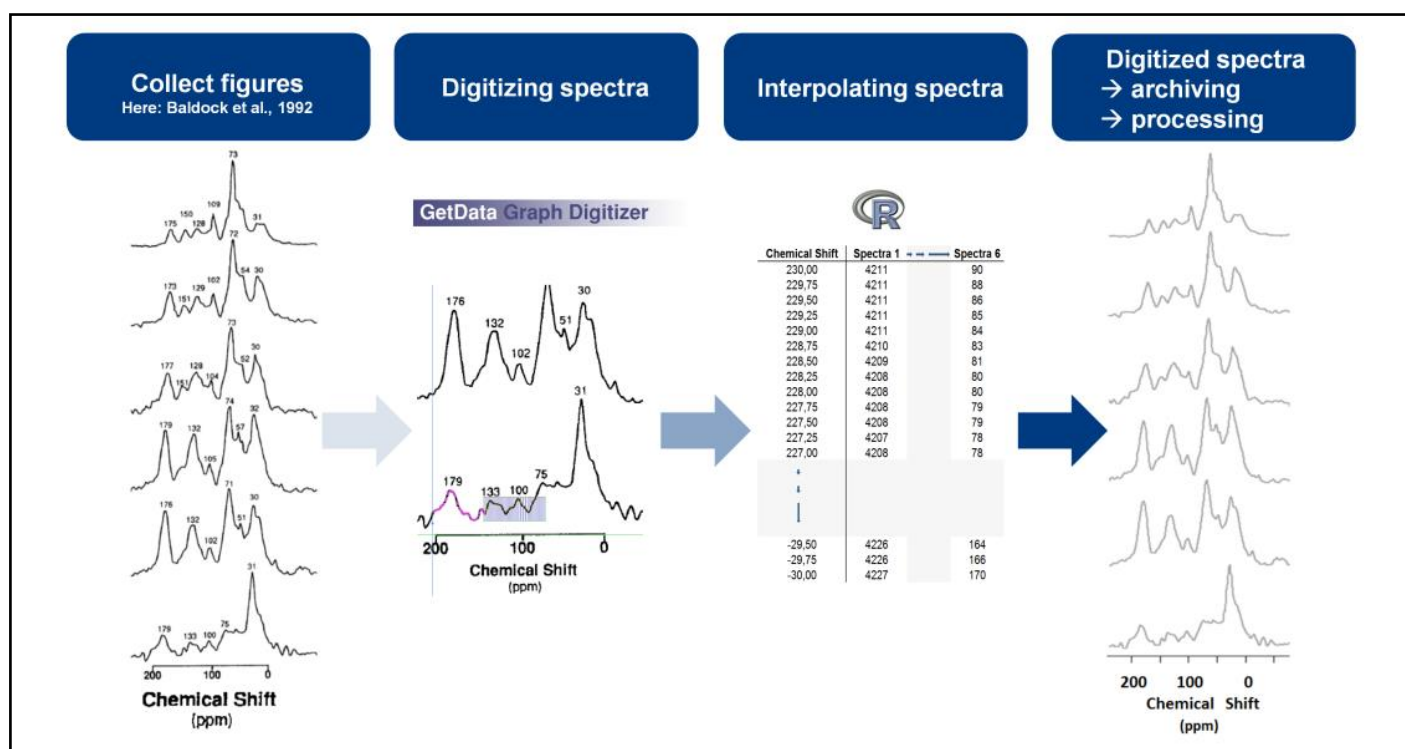 Collect figures
Here: Baldock et al., 1992
Digitizing spectra
Interpolating spectra
Digitized spectra
→ archiving
→ processing
73
175 150 128 109 31
72
173 151 129 102 54 30
73
177 151 129 104 52 30
74
179 132 105 57 32
71
176 132 102 51 30
31
179 133 100 75
200 100 0
Chemical Shift
(ppm)
GetData Graph Digitizer
176 132 102 51 30
31
179 133 100 75
200 100 0
Chemical Shift
(ppm)
R
Chemical Shift Spectra 1 Spectra 6
230,00 4211 90
229,75 4211 88
229,50 4211 86
229,25 4211 85
229,00 4211 84
228,75 4210 83
228,50 4209 81
228,25 4208 80
228,00 4208 80
227,75 4208 79
227,50 4208 79
227,25 4207 78
227,00 4208 78
-29,50 4226 164
-29,75 4226 166
-30,00 4227 170
200 100 0
Chemical Shift
(ppm)